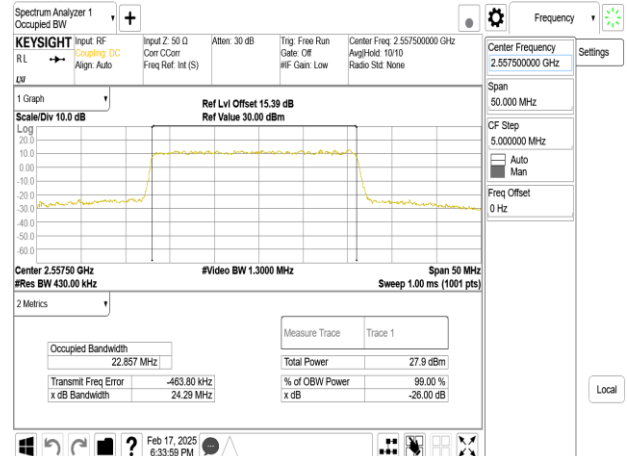 Spectrum Analyzer 1
Occupied BW
Frequency
KEYSIGHT
RL
Input: RF
Coupling: DC
Align: Auto
Input Z: 50 Ω
Corr CCorr
Freq Ref: Int (S)
Atten: 30 dB
Trig: Free Run
Gate: Off
#IF Gain: Low
Center Freq: 2.557500000 GHz
Avg|Hold: 10/10
Radio Std: None
LXI
Center Frequency
2.557500000 GHz
Settings
Span
50.000 MHz
CF Step
5.000000 MHz
Auto
Man
Freq Offset
0 Hz
Local
1 Graph
Scale/Div 10.0 dB
Ref Lvl Offset 15.39 dB
Ref Value 30.00 dBm
Log
20.0
10.0
0.00
-10.0
-20.0
-30.0
-40.0
-50.0
-60.0
Center 2.55750 GHz
#Video BW 1.3000 MHz
Span 50 MHz
#Res BW 430.00 kHz
Sweep 1.00 ms (1001 pts)
2 Metrics
Measure Trace
Trace 1
Occupied Bandwidth
22.857 MHz
Total Power
27.9 dBm
Transmit Freq Error
-463.80 kHz
% of OBW Power
99.00 %
x dB Bandwidth
24.29 MHz
x dB
-26.00 dB
?
Feb 17, 2025
6:33:59 PM